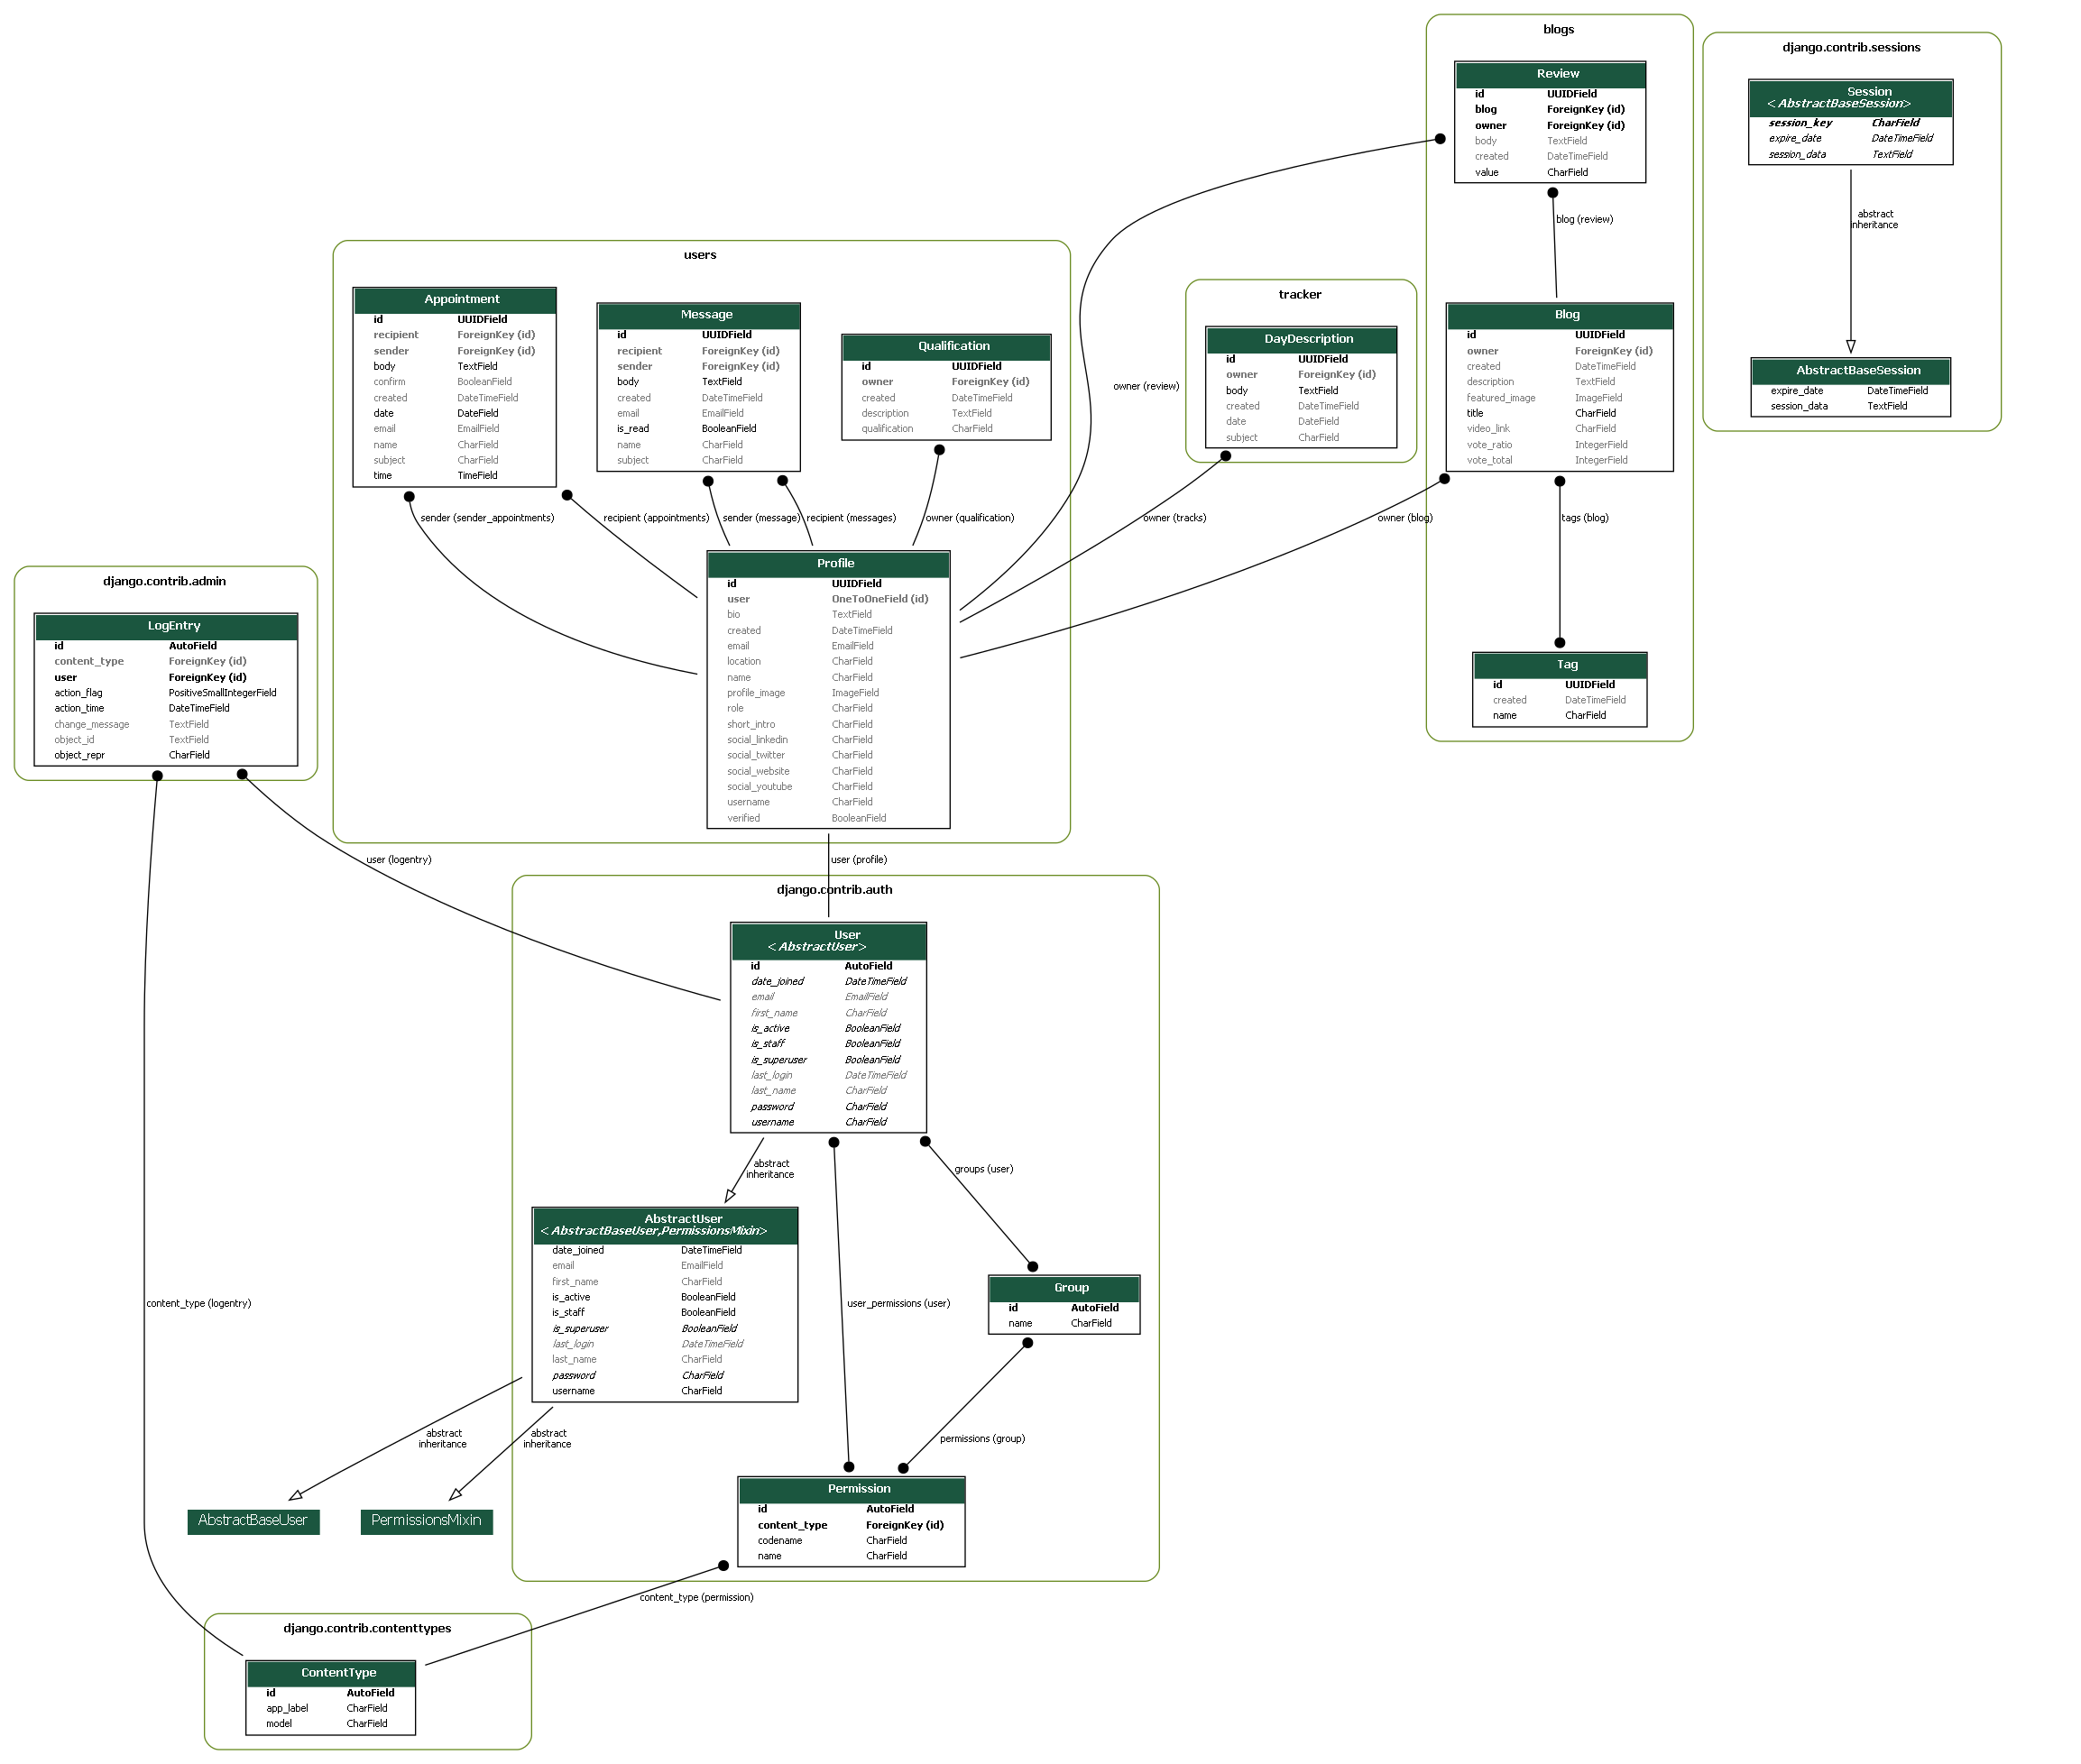 blogs
Review
id UUIDField
blog ForeignKey (id)
owner ForeignKey (id)
body TextField
created DateTimeField
value CharField
blog (review)
Blog
id UUIDField
owner ForeignKey (id)
created DateTimeField
description TextField
featured_image ImageField
title CharField
video_link CharField
vote_ratio IntegerField
vote_total IntegerField
tags (blog)
Tag
id UUIDField
created DateTimeField
name CharField
django.contrib.sessions
Session
<AbstractBaseSession>
session_key CharField
expire_date DateTimeField
session_data TextField
abstract
inheritance
AbstractBaseSession
expire_date DateTimeField
session_data TextField
users
Appointment
id UUIDField
recipient ForeignKey (id)
sender ForeignKey (id)
body TextField
confirm BooleanField
created DateTimeField
date DateField
email EmailField
name CharField
subject CharField
time TimeField
Message
id UUIDField
recipient ForeignKey (id)
sender ForeignKey (id)
body TextField
created DateTimeField
email EmailField
is_read BooleanField
name CharField
subject CharField
Qualification
id UUIDField
owner ForeignKey (id)
created DateTimeField
description TextField
qualification CharField
sender (sender_appointments)
recipient (appointments)
sender (message)
recipient (messages)
owner (qualification)
Profile
id UUIDField
user OneToOneField (id)
bio TextField
created DateTimeField
email EmailField
location CharField
name CharField
profile_image ImageField
role CharField
short_intro CharField
social_linkedin CharField
social_twitter CharField
social_website CharField
social_youtube CharField
username CharField
verified BooleanField
tracker
DayDescription
id UUIDField
owner ForeignKey (id)
body TextField
created DateTimeField
date DateField
subject CharField
owner (review)
owner (tracks)
owner (blog)
django.contrib.admin
LogEntry
id AutoField
content_type ForeignKey (id)
user ForeignKey (id)
action_flag PositiveSmallIntegerField
action_time DateTimeField
change_message TextField
object_id TextField
object_repr CharField
user (logentry)
user (profile)
django.contrib.auth
User
<AbstractUser>
id AutoField
date_joined DateTimeField
email EmailField
first_name CharField
is_active BooleanField
is_staff BooleanField
is_superuser BooleanField
last_login DateTimeField
last_name CharField
password CharField
username CharField
abstract
inheritance
groups (user)
AbstractUser
<AbstractBaseUser,PermissionsMixin>
date_joined DateTimeField
email EmailField
first_name CharField
is_active BooleanField
is_staff BooleanField
is_superuser BooleanField
last_login DateTimeField
last_name CharField
password CharField
username CharField
user_permissions (user)
Group
id AutoField
name CharField
content_type (logentry)
abstract
inheritance
abstract
inheritance
permissions (group)
AbstractBaseUser
PermissionsMixin
Permission
id AutoField
content_type ForeignKey (id)
codename CharField
name CharField
content_type (permission)
django.contrib.contenttypes
ContentType
id AutoField
app_label CharField
model CharField